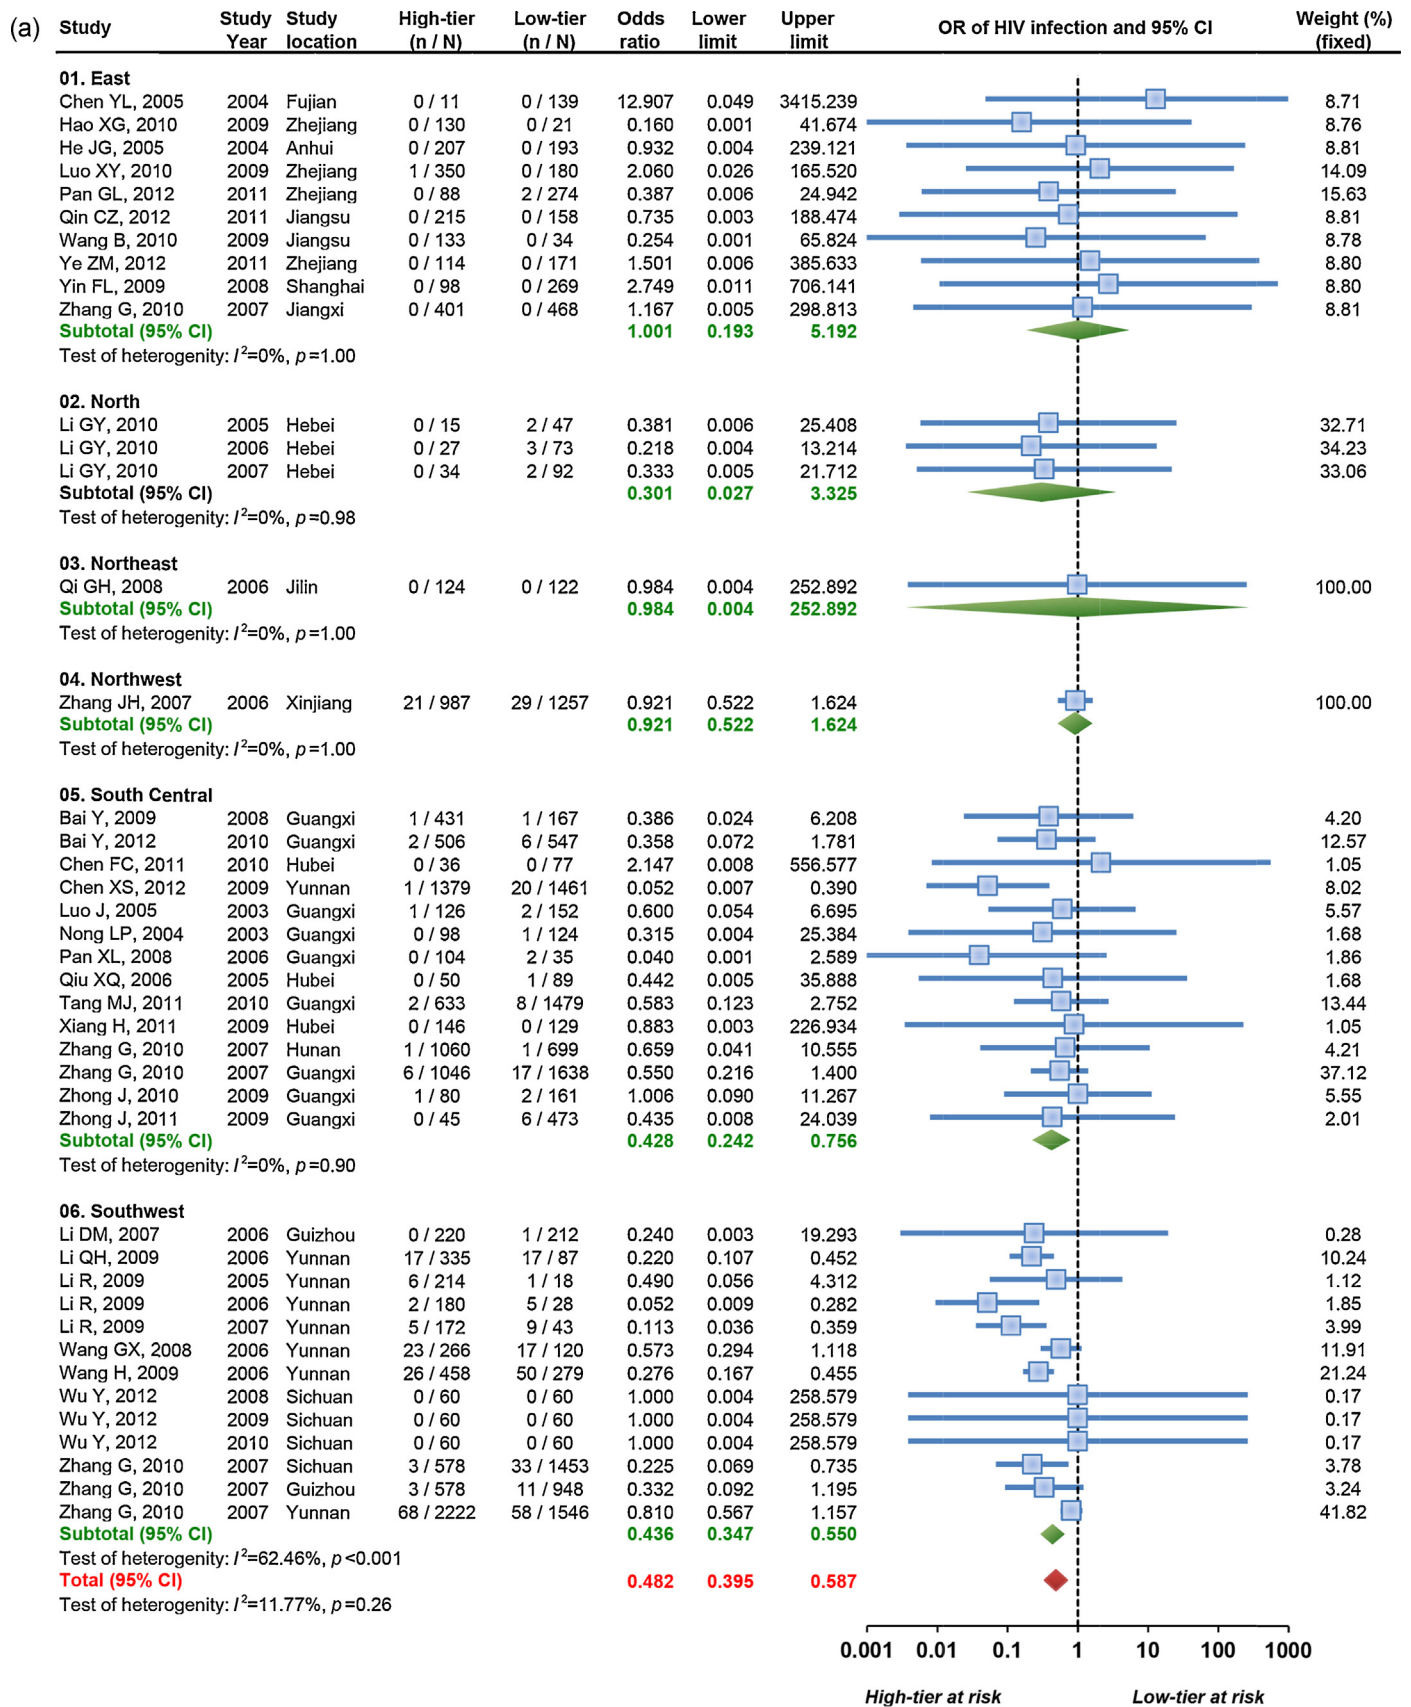 (a)
Study Study Year Study location High-tier (n / N) Low-tier (n / N) Odds ratio Lower limit Upper limit OR of HIV infection and 95% CI Weight (%) (fixed)
01. East
Chen YL, 2005 2004 Fujian 0 / 11 0 / 139 12.907 0.049 3415.239 8.71
Hao XG, 2010 2009 Zhejiang 0 / 130 0 / 21 0.160 0.001 41.674 8.76
He JG, 2005 2004 Anhui 0 / 207 0 / 193 0.932 0.004 239.121 8.81
Luo XY, 2010 2009 Zhejiang 1 / 350 0 / 180 2.060 0.026 165.520 14.09
Pan GL, 2012 2011 Zhejiang 0 / 88 2 / 274 0.387 0.006 24.942 15.63
Qin CZ, 2012 2011 Jiangsu 0 / 215 0 / 158 0.735 0.003 188.474 8.81
Wang B, 2010 2009 Jiangsu 0 / 133 0 / 34 0.254 0.001 65.824 8.78
Ye ZM, 2012 2011 Zhejiang 0 / 114 0 / 171 1.501 0.006 385.633 8.80
Yin FL, 2009 2008 Shanghai 0 / 98 0 / 269 2.749 0.011 706.141 8.80
Zhang G, 2010 2007 Jiangxi 0 / 401 0 / 468 1.167 0.005 298.813 8.81
Subtotal (95% CI) 1.001 0.193 5.192
Test of heterogenity: I²=0%, p=1.00
02. North
Li GY, 2010 2005 Hebei 0 / 15 2 / 47 0.381 0.006 25.408 32.71
Li GY, 2010 2006 Hebei 0 / 27 3 / 73 0.218 0.004 13.214 34.23
Li GY, 2010 2007 Hebei 0 / 34 2 / 92 0.333 0.005 21.712 33.06
Subtotal (95% CI) 0.301 0.027 3.325
Test of heterogenity: I²=0%, p=0.98
03. Northeast
Qi GH, 2008 2006 Jilin 0 / 124 0 / 122 0.984 0.004 252.892 100.00
Subtotal (95% CI) 0.984 0.004 252.892
Test of heterogenity: I²=0%, p=1.00
04. Northwest
Zhang JH, 2007 2006 Xinjiang 21 / 987 29 / 1257 0.921 0.522 1.624 100.00
Subtotal (95% CI) 0.921 0.522 1.624
Test of heterogenity: I²=0%, p=1.00
05. South Central
Bai Y, 2009 2008 Guangxi 1 / 431 1 / 167 0.386 0.024 6.208 4.20
Bai Y, 2012 2010 Guangxi 2 / 506 6 / 547 0.358 0.072 1.781 12.57
Chen FC, 2011 2010 Hubei 0 / 36 0 / 77 2.147 0.008 556.577 1.05
Chen XS, 2012 2009 Yunnan 1 / 1379 20 / 1461 0.052 0.007 0.390 8.02
Luo J, 2005 2003 Guangxi 1 / 126 2 / 152 0.600 0.054 6.695 5.57
Nong LP, 2004 2003 Guangxi 0 / 98 1 / 124 0.315 0.004 25.384 1.68
Pan XL, 2008 2006 Guangxi 0 / 104 2 / 35 0.040 0.001 2.589 1.86
Qiu XQ, 2006 2005 Hubei 0 / 50 1 / 89 0.442 0.005 35.888 1.68
Tang MJ, 2011 2010 Guangxi 2 / 633 8 / 1479 0.583 0.123 2.752 13.44
Xiang H, 2011 2009 Hubei 0 / 146 0 / 129 0.883 0.003 226.934 1.05
Zhang G, 2010 2007 Hunan 1 / 1060 1 / 699 0.659 0.041 10.555 4.21
Zhang G, 2010 2007 Guangxi 6 / 1046 17 / 1638 0.550 0.216 1.400 37.12
Zhong J, 2010 2009 Guangxi 1 / 80 2 / 161 1.006 0.090 11.267 5.55
Zhong J, 2011 2009 Guangxi 0 / 45 6 / 473 0.435 0.008 24.039 2.01
Subtotal (95% CI) 0.428 0.242 0.756
Test of heterogenity: I²=0%, p=0.90
06. Southwest
Li DM, 2007 2006 Guizhou 0 / 220 1 / 212 0.240 0.003 19.293 0.28
Li QH, 2009 2006 Yunnan 17 / 335 17 / 87 0.220 0.107 0.452 10.24
Li R, 2009 2005 Yunnan 6 / 214 1 / 18 0.490 0.056 4.312 1.12
Li R, 2009 2006 Yunnan 2 / 180 5 / 28 0.052 0.009 0.282 1.85
Li R, 2009 2007 Yunnan 5 / 172 9 / 43 0.113 0.036 0.359 3.99
Wang GX, 2008 2006 Yunnan 23 / 266 17 / 120 0.573 0.294 1.118 11.91
Wang H, 2009 2006 Yunnan 26 / 458 50 / 279 0.276 0.167 0.455 21.24
Wu Y, 2012 2008 Sichuan 0 / 60 0 / 60 1.000 0.004 258.579 0.17
Wu Y, 2012 2009 Sichuan 0 / 60 0 / 60 1.000 0.004 258.579 0.17
Wu Y, 2012 2010 Sichuan 0 / 60 0 / 60 1.000 0.004 258.579 0.17
Zhang G, 2010 2007 Sichuan 3 / 578 33 / 1453 0.225 0.069 0.735 3.78
Zhang G, 2010 2007 Guizhou 3 / 578 11 / 948 0.332 0.092 1.195 3.24
Zhang G, 2010 2007 Yunnan 68 / 2222 58 / 1546 0.810 0.567 1.157 41.82
Subtotal (95% CI) 0.436 0.347 0.550
Test of heterogenity: I²=62.46%, p<0.001
Total (95% CI) 0.482 0.395 0.587
Test of heterogenity: I²=11.77%, p=0.26
0.001 0.01 0.1 1 10 100 1000
High-tier at risk Low-tier at risk